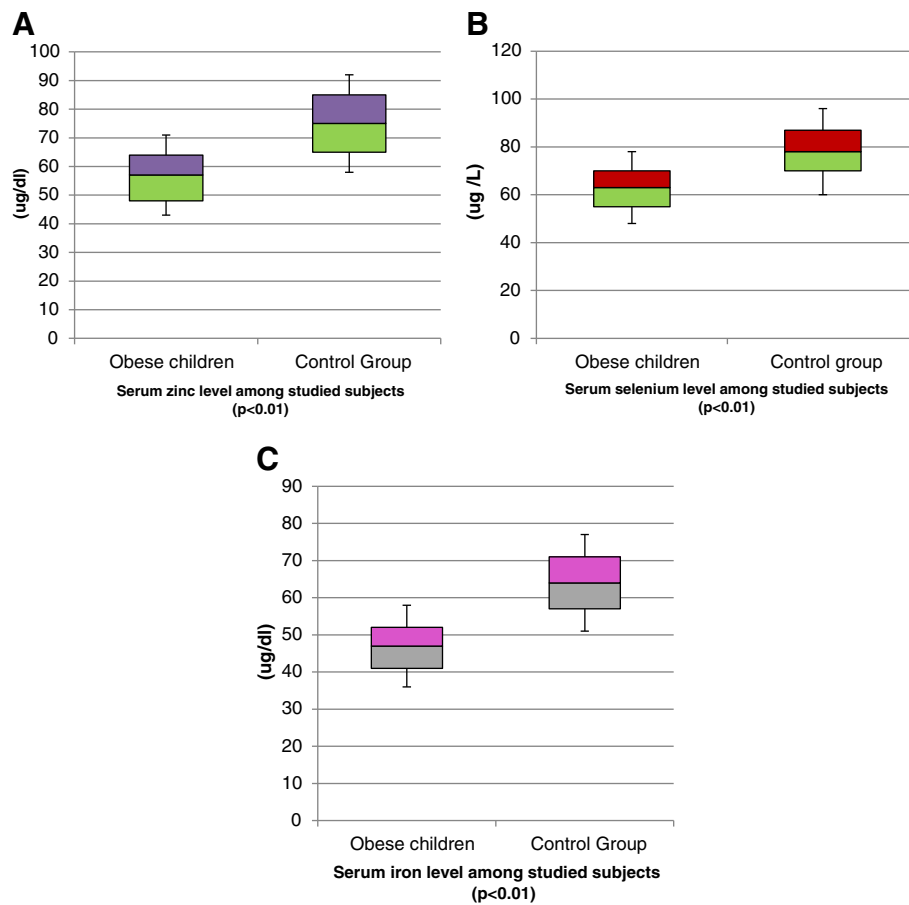 A
100
90
80
70
60
50
40
30
20
10
0
(ug/dl)
Obese children
Control Group
Serum zinc level among studied subjects
(p<0.01)
B
120
100
80
60
40
20
0
(ug /L)
Obese children
Control group
Serum selenium level among studied subjects
(p<0.01)
C
90
80
70
60
50
40
30
20
10
0
(ug/dl)
Obese children
Control Group
Serum iron level among studied subjects
(p<0.01)